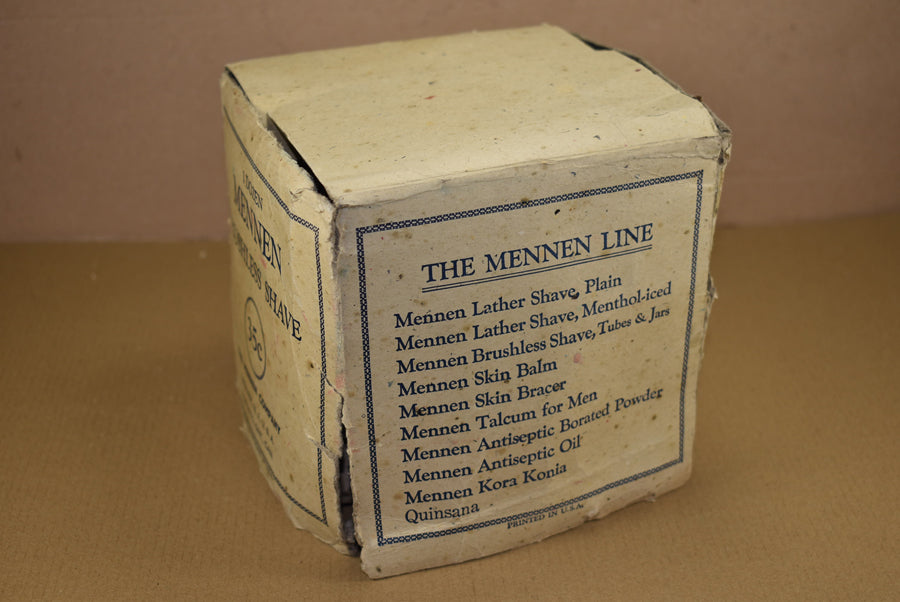 MENNEN
SHAVE
35c
COMPANY
THE MENNEN LINE
Mennen Lather Shave, Plain
Mennen Lather Shave, Menthol-iced
Mennen Brushless Shave, Tubes & Jars
Mennen Skin Balm
Mennen Skin Bracer
Mennen Talcum for Men
Mennen Antiseptic Borated Powder
Mennen Antiseptic Oil
Mennen Kora Konia
Quinsana
PRINTED IN U.S.A.